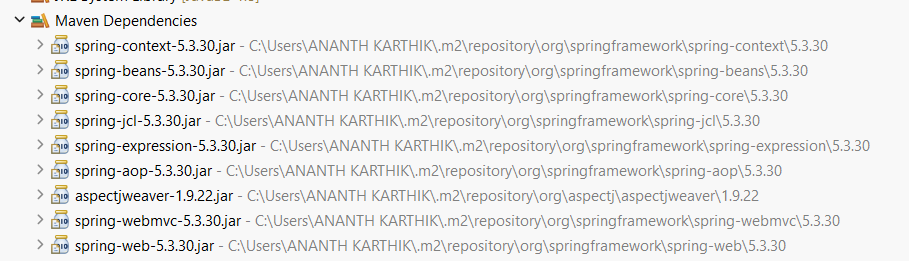 Maven Dependencies
spring-context-5.3.30.jar - C:\Users\ANANTH KARTHIK\.m2\repository\org\springframework\spring-context\5.3.30
spring-beans-5.3.30.jar - C:\Users\ANANTH KARTHIK\.m2\repository\org\springframework\spring-beans\5.3.30
spring-core-5.3.30.jar - C:\Users\ANANTH KARTHIK\.m2\repository\org\springframework\spring-core\5.3.30
spring-jcl-5.3.30.jar - C:\Users\ANANTH KARTHIK\.m2\repository\org\springframework\spring-jcl\5.3.30
spring-expression-5.3.30.jar - C:\Users\ANANTH KARTHIK\.m2\repository\org\springframework\spring-expression\5.3.30
spring-aop-5.3.30.jar - C:\Users\ANANTH KARTHIK\.m2\repository\org\springframework\spring-aop\5.3.30
aspectjweaver-1.9.22.jar - C:\Users\ANANTH KARTHIK\.m2\repository\org\aspectj\aspectjweaver\1.9.22
spring-webmvc-5.3.30.jar - C:\Users\ANANTH KARTHIK\.m2\repository\org\springframework\spring-webmvc\5.3.30
spring-web-5.3.30.jar - C:\Users\ANANTH KARTHIK\.m2\repository\org\springframework\spring-web\5.3.30